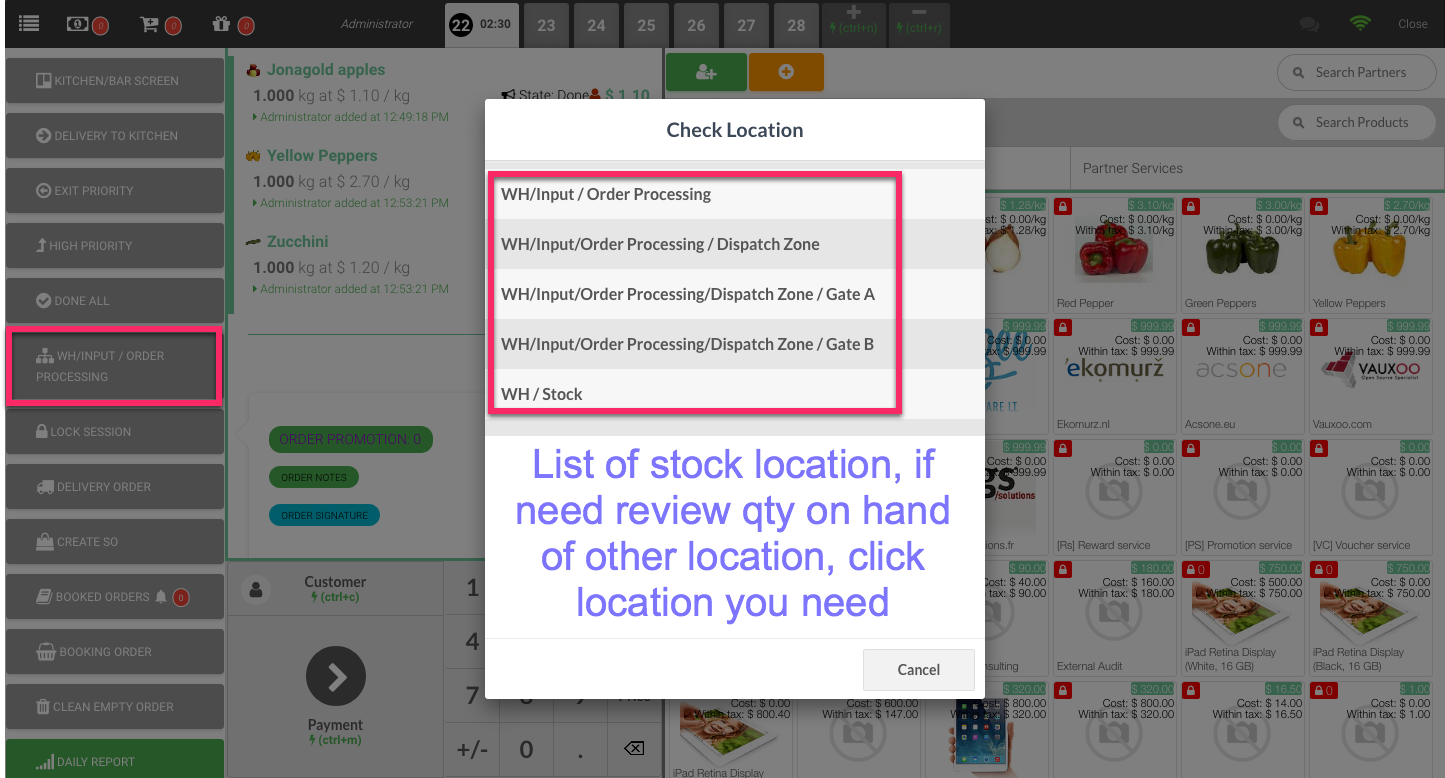 0
0
0
Administrator
22 02:30
23
24
25
26
27
28
+
(ctrl+n)
−
(ctrl+r)
Close
KITCHEN/BAR SCREEN
DELIVERY TO KITCHEN
EXIT PRIORITY
HIGH PRIORITY
DONE ALL
WH/INPUT / ORDER
PROCESSING
LOCK SESSION
DELIVERY ORDER
CREATE SO
BOOKED ORDERS 0
BOOKING ORDER
CLEAN EMPTY ORDER
DAILY REPORT
Jonagold apples
1.000 kg at $ 1.10 / kg
State: Done
$ 1.10
Administrator added at 12:49:18 PM
Yellow Peppers
1.000 kg at $ 2.70 / kg
Administrator added at 12:53:21 PM
Zucchini
1.000 kg at $ 1.20 / kg
Administrator added at 12:53:21 PM
ORDER PROMOTION: 0
ORDER NOTES
ORDER SIGNATURE
Customer
(ctrl+c)
Payment
(ctrl+m)
1
4
7
+/-
0
.
Check Location
WH/Input / Order Processing
WH/Input/Order Processing / Dispatch Zone
WH/Input/Order Processing/Dispatch Zone / Gate A
WH/Input/Order Processing/Dispatch Zone / Gate B
WH / Stock
List of stock location, if
need review qty on hand
of other location, click
location you need
Cancel
Search Partners
Search Products
Partner Services
$ 1.28/kg
$ 0.00/kg
$ 1.28/kg
$ 3.10/kg
Cost: $ 0.00/kg
Within tax: $ 3.10/kg
Red Pepper
$ 3.00/kg
Cost: $ 0.00/kg
Within tax: $ 3.00/kg
Green Peppers
$ 2.70/kg
Cost: $ 0.00/kg
Within tax: $ 2.70/kg
Yellow Peppers
$ 999.99
Cost: $ 0.00
$ 999.99
$ 999.99
Cost: $ 0.00
Within tax: $ 999.99
ekomurż
Ekomurz.nl
$ 999.99
Cost: $ 0.00
Within tax: $ 999.99
acsone
Acsone.eu
$ 999.99
Cost: $ 0.00
Within tax: $ 999.99
VAUXOO
Open Source Specialist
Vauxoo.com
$ 999.99
Cost: $ 0.00
$ 999.99
gs
/solutions
ions.fr
$ 0.00
Cost: $ 0.00
Within tax: $ 0.00
[Rs] Reward service
$ 0.00
Cost: $ 0.00
Within tax: $ 0.00
[PS] Promotion service
$ 0.00
Cost: $ 0.00
Within tax: $ 0.00
[VC] Voucher service
$ 90.00
Cost: $ 40.00
$ 90.00
nsulting
$ 180.00
Cost: $ 160.00
Within tax: $ 180.00
External Audit
0
$ 750.00
Cost: $ 500.00
Within tax: $ 750.00
iPad Retina Display
(White, 16 GB)
0
$ 750.00
Cost: $ 0.00
Within tax: $ 750.00
iPad Retina Display
(Black, 16 GB)
Within tax: $ 800.40
iPad Retina Display
Cost: $ 600.00
Within tax: $ 147.00
$ 320.00
Cost: $ 800.00
Within tax: $ 320.00
$ 320.00
Cost: $ 800.00
Within tax: $ 320.00
$ 16.50
Cost: $ 14.00
Within tax: $ 16.50
0
$ 1.00
Cost: $ 0.00
Within tax: $ 1.00